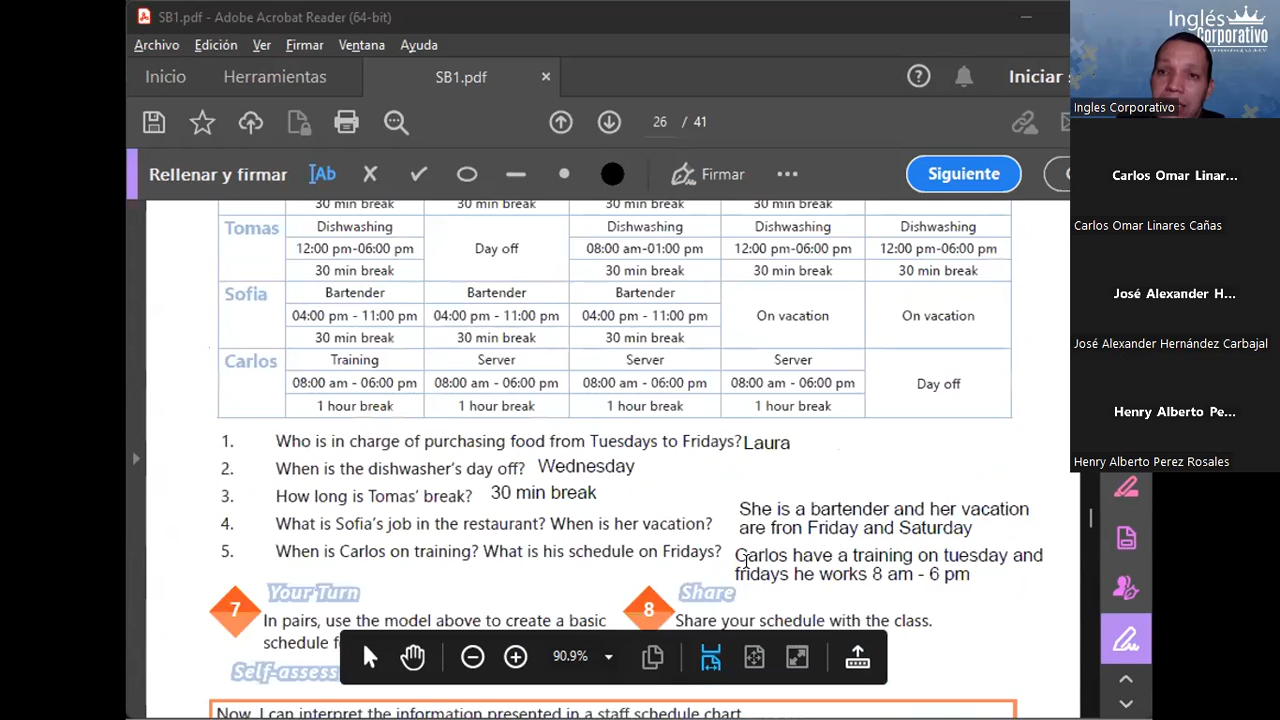 SB1.pdf - Adobe Acrobat Reader (64-bit)
Archivo Edición Ver Firmar Ventana Ayuda
Inicio Herramientas SB1.pdf × Iniciar s
26 / 41
Rellenar y firmar Ab Firmar Siguiente
30 min break 30 min break 30 min break 30 min break 30 min break
Tomas
Dishwashing Dishwashing Dishwashing Dishwashing
12:00 pm-06:00 pm Day off 08:00 am-01:00 pm 12:00 pm-06:00 pm 12:00 pm-06:00 pm
30 min break 30 min break 30 min break 30 min break
Sofia
Bartender Bartender Bartender
04:00 pm - 11:00 pm 04:00 pm - 11:00 pm 04:00 pm - 11:00 pm On vacation On vacation
30 min break 30 min break 30 min break
Carlos
Training Server Server Server
08:00 am - 06:00 pm 08:00 am - 06:00 pm 08:00 am - 06:00 pm 08:00 am - 06:00 pm Day off
1 hour break 1 hour break 1 hour break 1 hour break
1. Who is in charge of purchasing food from Tuesdays to Fridays? Laura
2. When is the dishwasher's day off? Wednesday
3. How long is Tomas' break? 30 min break
4. What is Sofia's job in the restaurant? When is her vacation?
She is a bartender and her vacation
are fron Friday and Saturday
5. When is Carlos on training? What is his schedule on Fridays?
Carlos have a training on tuesday and
fridays he works 8 am - 6 pm
7 Your Turn
In pairs, use the model above to create a basic
schedule f
8 Share
Share your schedule with the class.
Self-assess
90.9%
Now, I can interpret the information presented in a staff schedule chart.
Inglés
Corporativo
Ingles Corporativo
Carlos Omar Linar...
Carlos Omar Linares Cañas
José Alexander H...
José Alexander Hernández Carbajal
Henry Alberto Pe...
Henry Alberto Perez Rosales